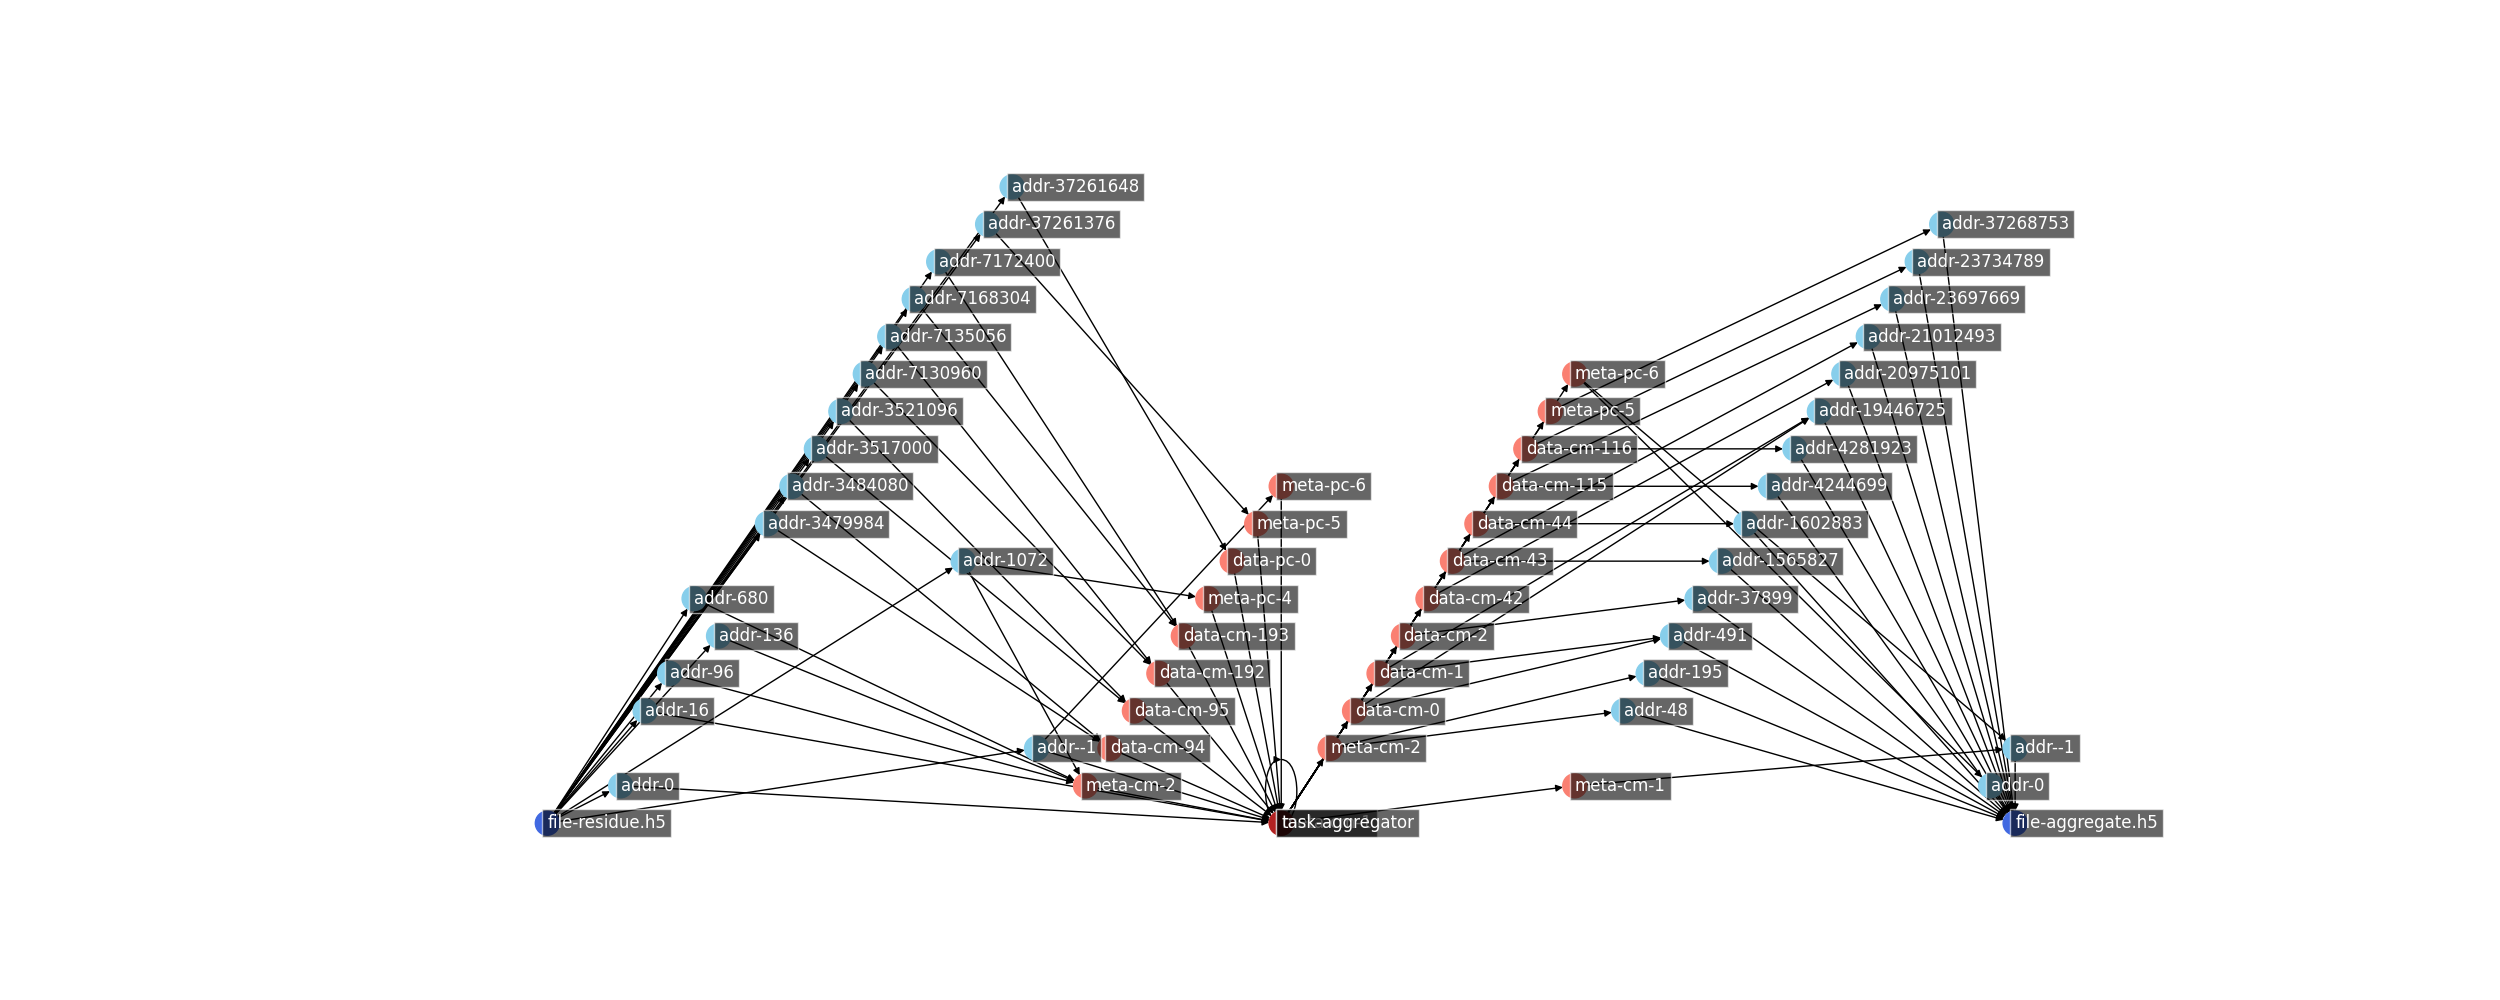 addr-37261648
addr-37261376
addr-37268753
addr-7172400
addr-23734789
addr-7168304
addr-23697669
addr-7135056
addr-21012493
addr-7130960
meta-pc-6
addr-20975101
addr-3521096
meta-pc-5
addr-19446725
addr-3517000
data-cm-116
addr-4281923
addr-3484080
meta-pc-6
data-cm-115
addr-4244699
addr-3479984
meta-pc-5
data-cm-44
addr-1602883
addr-1072
data-pc-0
data-cm-43
addr-1565827
addr-680
meta-pc-4
data-cm-42
addr-37899
addr-136
data-cm-193
data-cm-2
addr-491
addr-96
data-cm-192
data-cm-1
addr-195
addr-16
data-cm-95
data-cm-0
addr-48
addr--1
data-cm-94
meta-cm-2
addr--1
addr-0
meta-cm-2
meta-cm-1
addr-0
file-residue.h5
task-aggregator
file-aggregate.h5